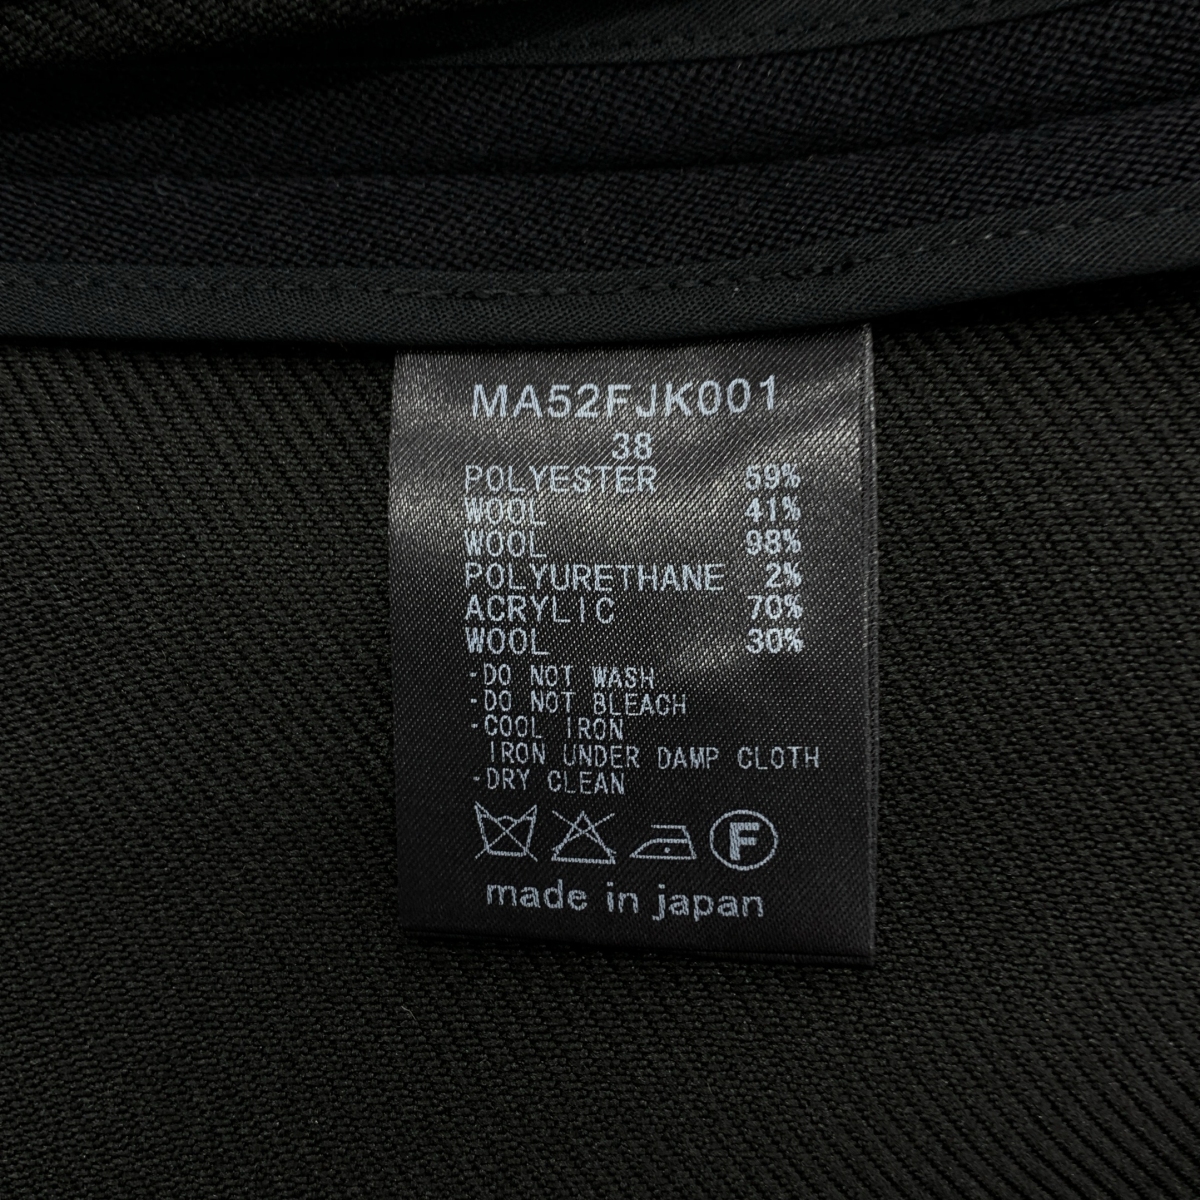 MA52FJK001
38
POLYESTER 59%
WOOL 41%
WOOL 98%
POLYURETHANE 2%
ACRYLIC 70%
WOOL 30%
-DO NOT WASH
-DO NOT BLEACH
-COOL IRON
IRON UNDER DAMP CLOTH
-DRY CLEAN
F
made in japan